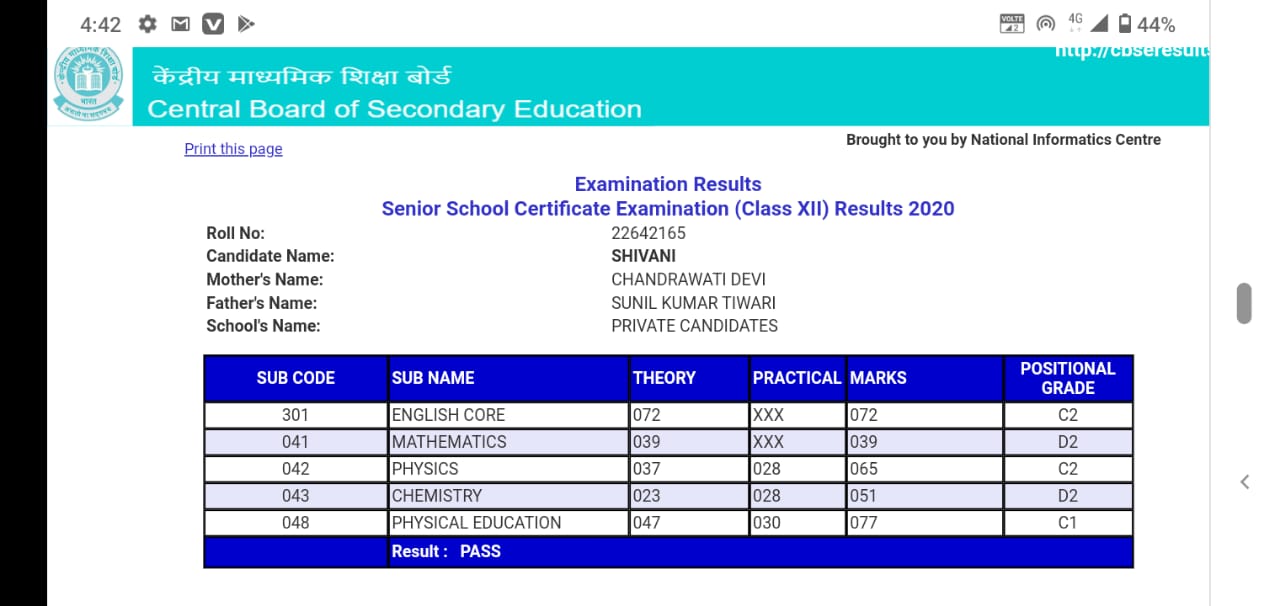 4:42 4G 44%
केंद्रीय माध्यमिक शिक्षा बोर्ड
Central Board of Secondary Education
Print this page
Brought to you by National Informatics Centre
Examination Results
Senior School Certificate Examination (Class XII) Results 2020
Roll No: 22642165
Candidate Name: SHIVANI
Mother's Name: CHANDRAWATI DEVI
Father's Name: SUNIL KUMAR TIWARI
School's Name: PRIVATE CANDIDATES
SUB CODE SUB NAME THEORY PRACTICAL MARKS POSITIONAL GRADE
301 ENGLISH CORE 072 XXX 072 C2
041 MATHEMATICS 039 XXX 039 D2
042 PHYSICS 037 028 065 C2
043 CHEMISTRY 023 028 051 D2
048 PHYSICAL EDUCATION 047 030 077 C1
Result : PASS